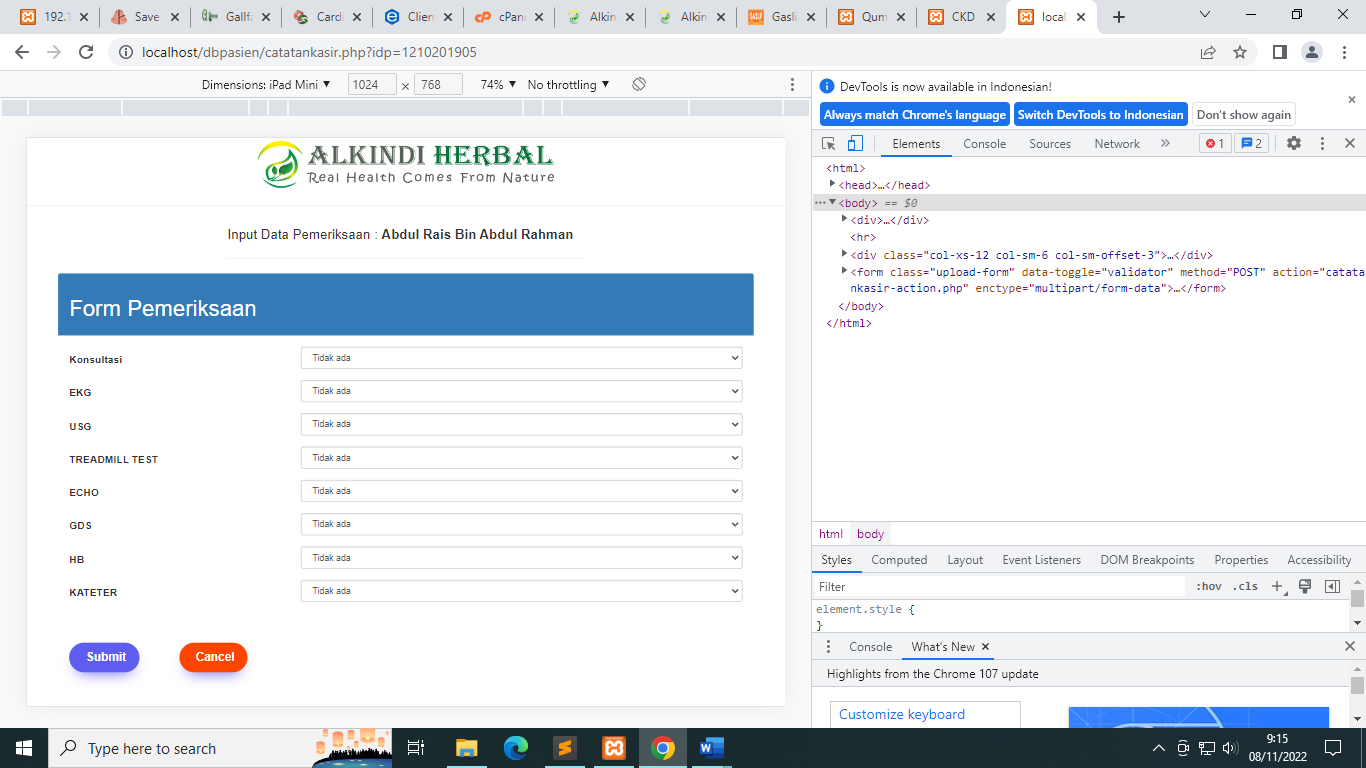 192.1
Save
Gallfa
Cardi
Clien
cPan
Alkin
Alkin
Gasli
Qum
CKD
locall
localhost/dbpasien/catatankasir.php?idp=1210201905
Dimensions: iPad Mini ▼ 1024 × 768 74% ▼ No throttling ▼
ALKINDI HERBAL
Real Health Comes From Nature
Input Data Pemeriksaan : Abdul Rais Bin Abdul Rahman
Form Pemeriksaan
Konsultasi Tidak ada
EKG Tidak ada
USG Tidak ada
TREADMILL TEST Tidak ada
ECHO Tidak ada
GDS Tidak ada
HB Tidak ada
KATETER Tidak ada
Submit Cancel
DevTools is now available in Indonesian!
Always match Chrome's language Switch DevTools to Indonesian Don't show again
Elements Console Sources Network » 1 2
<html>
<head>…</head>
<body> == $0
<div>…</div>
<hr>
<div class="col-xs-12 col-sm-6 col-sm-offset-3">…</div>
<form class="upload-form" data-toggle="validator" method="POST" action="catata
nkasir-action.php" enctype="multipart/form-data">…</form>
</body>
</html>
html body
Styles Computed Layout Event Listeners DOM Breakpoints Properties Accessibility
Filter :hov .cls +
element.style {
}
Console What's New
Highlights from the Chrome 107 update
Customize keyboard
Type here to search
9:15
08/11/2022